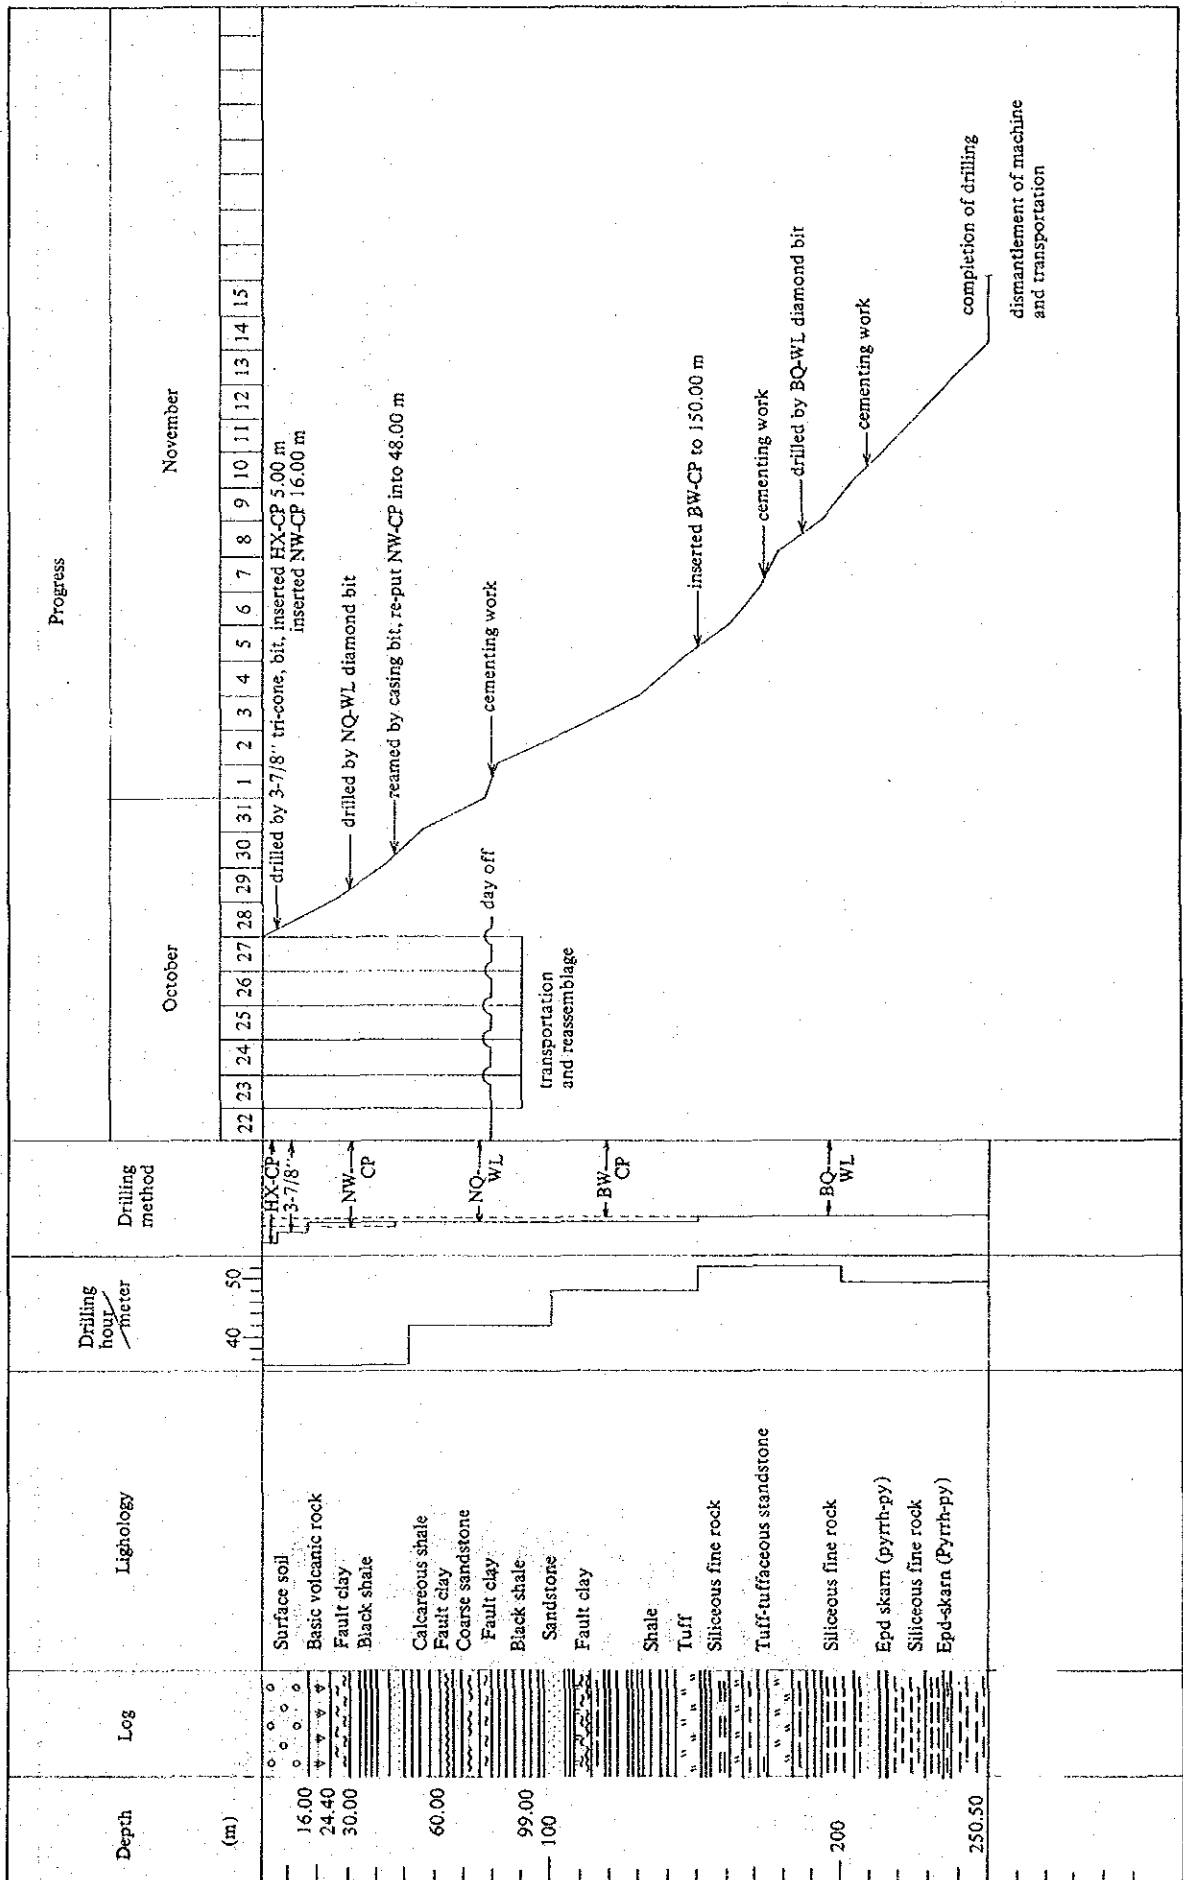 Depth
Log
Lighology
Drilling
hour/meter
Drilling
method
Progress
October
November
(m)
40
50
22
23
24
25
26
27
28
29
30
31
1
2
3
4
5
6
7
8
9
10
11
12
13
14
15
16.00
24.40
30.00
60.00
99.00
100
200
250.50
Surface soil
Basic volcanic rock
Fault clay
Black shale
Calcareous shale
Fault clay
Coarse sandstone
Fault clay
Black shale
Sandstone
Fault clay
Shale
Tuff
Siliceous fine rock
Tuff-tuffaceous standstone
Siliceous fine rock
Epd skarn (pyrrh-py)
Siliceous fine rock
Epd-skarn (Pyrrh-py)
HX-CP
3-7/8''
NW
CP
NQ
WL
BW
CP
BQ
WL
transportation
and reassemblage
day off
drilled by 3-7/8'' tri-cone, bit, inserted HX-CP 5.00 m
inserted NW-CP 16.00 m
drilled by NQ-WL diamond bit
reamed by casing bit, re-put NW-CP into 48.00 m
cementing work
inserted BW-CP to 150.00 m
cementing work
drilled by BQ-WL diamond bit
cementing work
completion of drilling
dismantlement of machine
and transportation